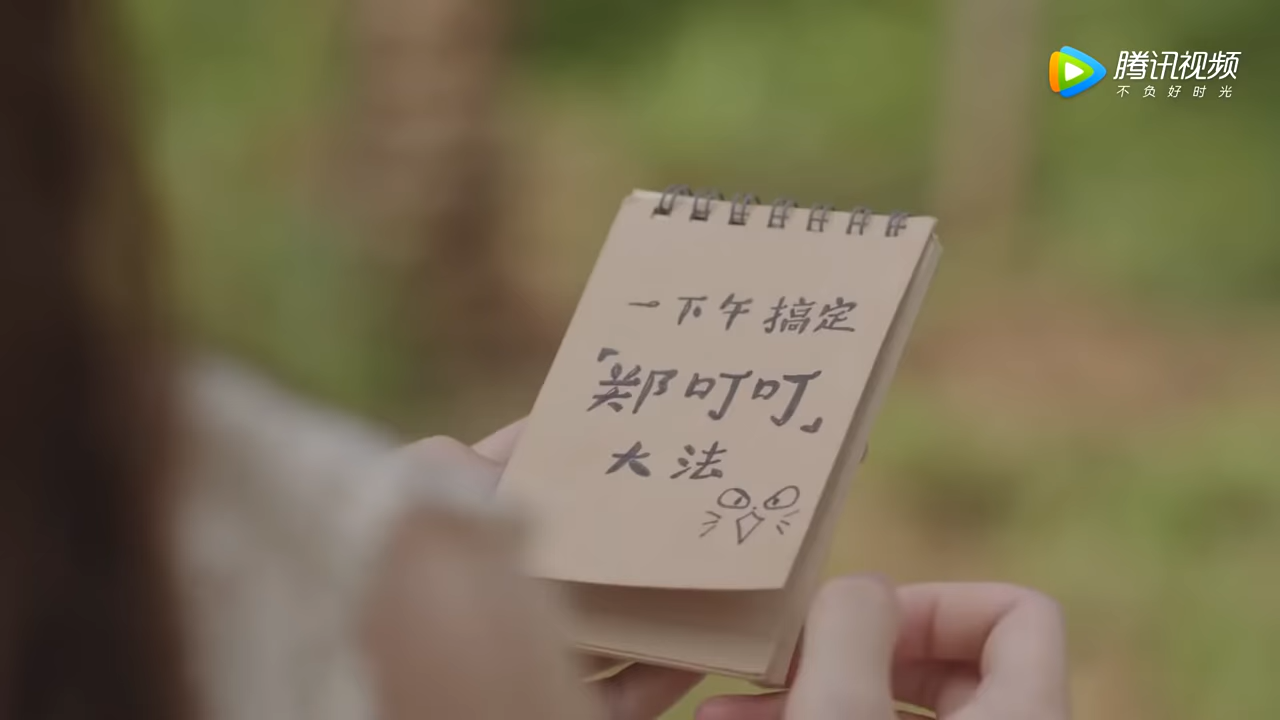 腾讯视频
不负好时光
一下午搞定
「郑叮叮」
大法